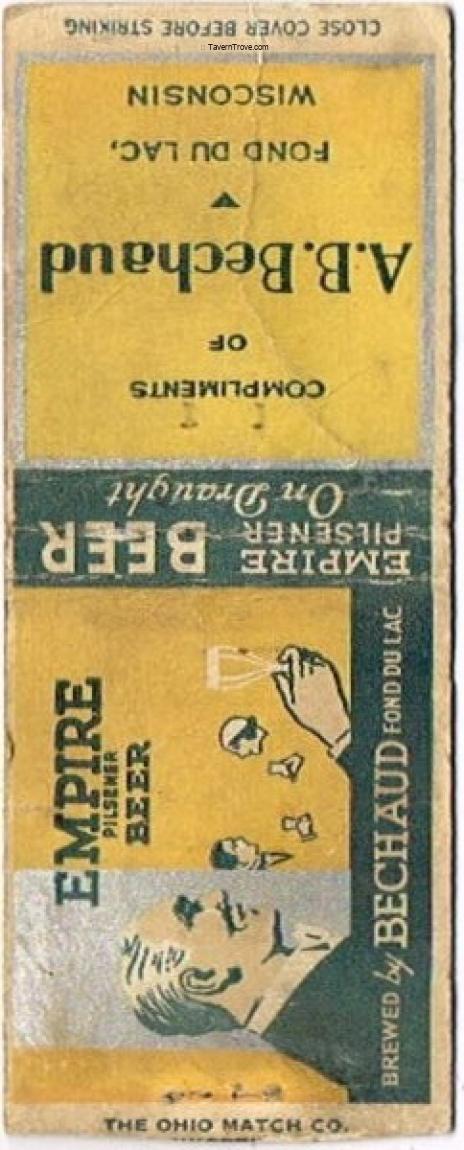 CLOSE COVER BEFORE STRIKING
TavernTrove.com
COMPLIMENTS
OF
A.B. Bechaud
FOND DU LAC,
WISCONSIN
EMPIRE
PILSENER
BEER
On Draught
EMPIRE
PILSENER
BEER
BREWED by BECHAUD FOND DU LAC
THE OHIO MATCH CO.